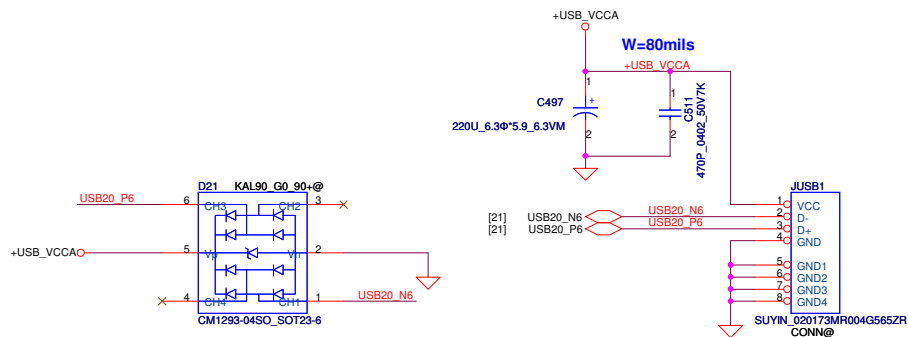 +USB_VCCA
W=80mils
+USB_VCCA
1
1
C497
+
C511
220U_6.3Φ*5.9_6.3VM
470P_0402_50V7K
2
2
D21
KAL90_G0_90+@
USB20_P6
6
CH3
CH2
3
+USB_VCCA
5
Vp
Vn
2
4
CH4
CH1
1
USB20_N6
CM1293-04SO_SOT23-6
JUSB1
1
VCC
[21]
USB20_N6
USB20_N6
2
D-
[21]
USB20_P6
USB20_P6
3
D+
4
GND
5
GND1
6
GND2
7
GND3
8
GND4
SUYIN_020173MR004G565ZR
CONN@